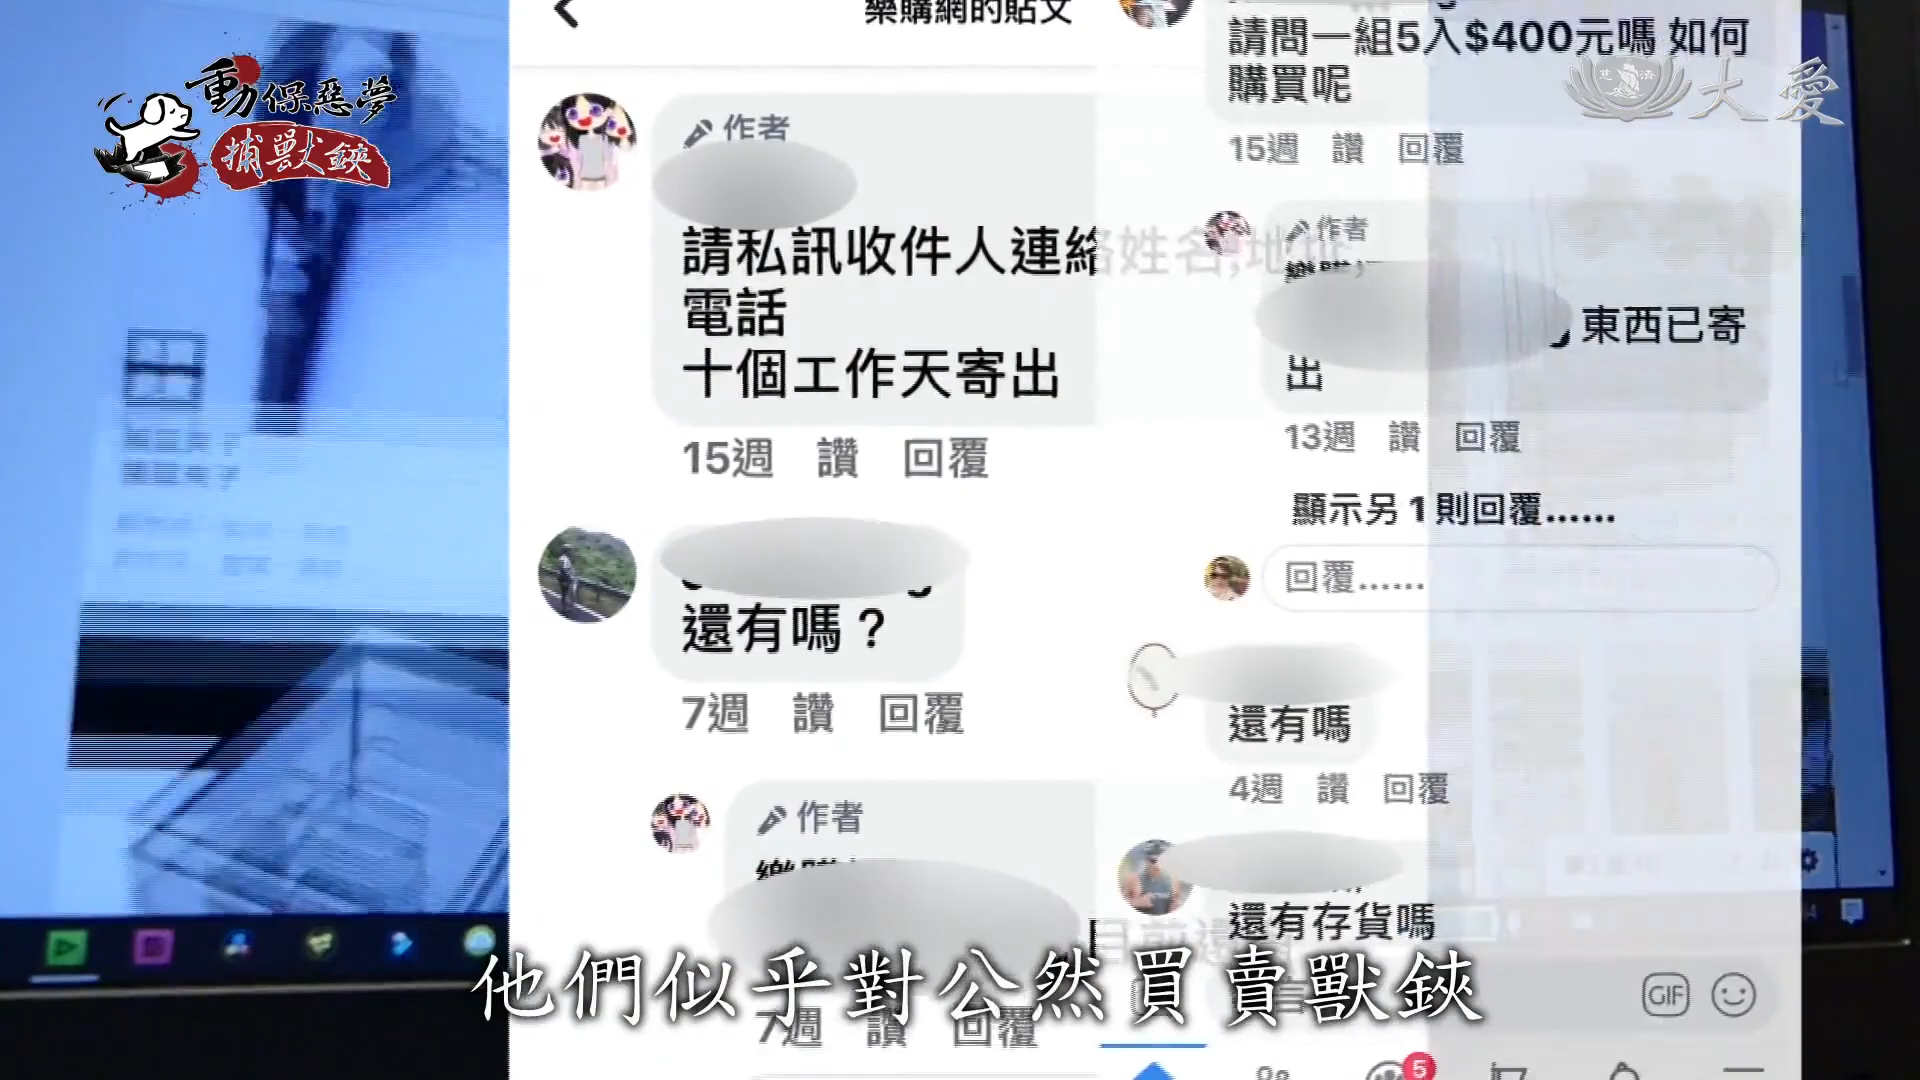 動保惡夢
捕獸鋏
慈濟
大愛
樂購網的貼文
作者
請私訊收件人連絡姓名,地址
電話
十個工作天寄出
15週 讚 回覆
還有嗎？
7週 讚 回覆
作者
7週 讚 回覆
請問一組5入$400元嗎 如何
購買呢
15週 讚 回覆
作者
東西已寄
出
13週 讚 回覆
顯示另 1 則回覆......
回覆......
還有嗎
4週 讚 回覆
還有存貨嗎
GIF
5
他們似乎對公然買賣獸鋏